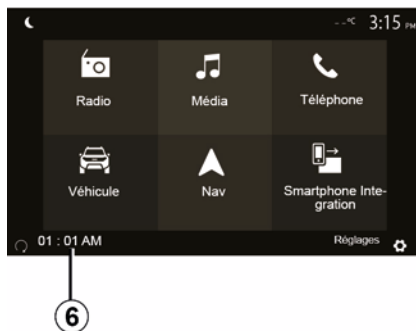 --°C 3:15 PM
Radio Média Téléphone
Véhicule Nav Smartphone Inte-
gration
01 : 01 AM Réglages
6